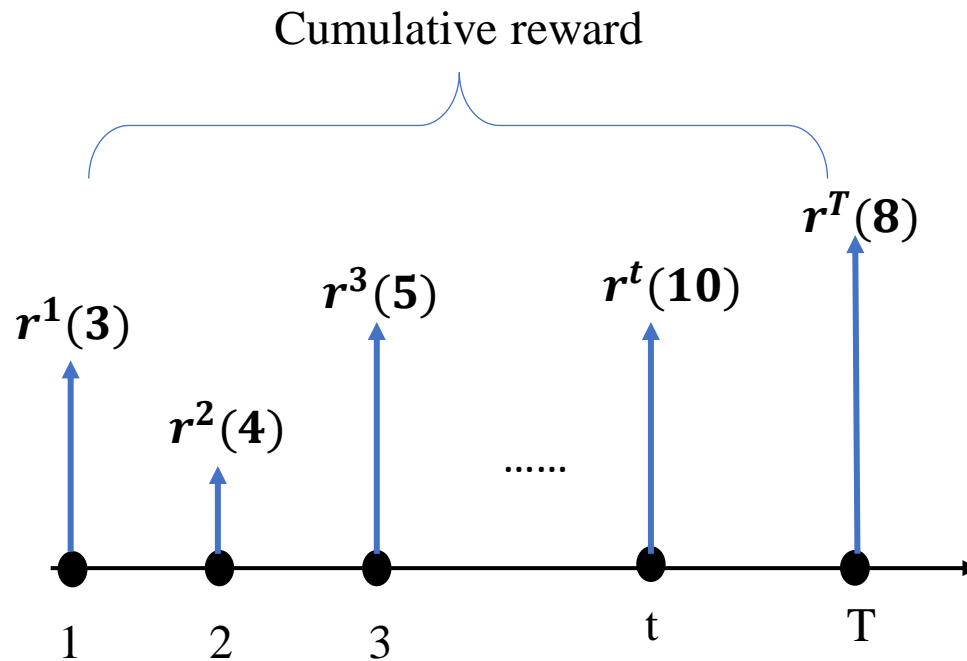 Cumulative reward
r^T(8)
r^1(3)
r^3(5)
r^t(10)
r^2(4)
......
1
2
3
t
T